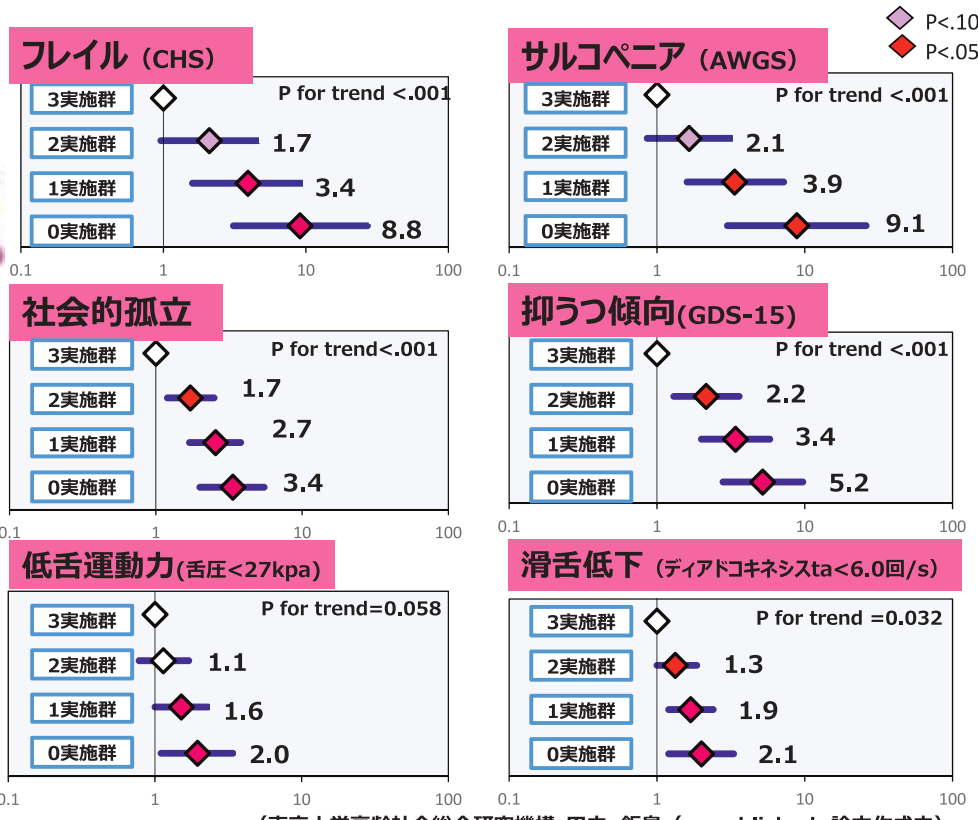 P<.10
P<.05
フレイル（CHS）
P for trend <.001
3実施群
2実施群
1.7
1実施群
3.4
0実施群
8.8
0.1 1 10 100
サルコペニア（AWGS）
P for trend <.001
3実施群
2実施群
2.1
1実施群
3.9
0実施群
9.1
0.1 1 10 100
社会的孤立
P for trend<.001
3実施群
2実施群
1.7
1実施群
2.7
0実施群
3.4
0.1 1 10 100
抑うつ傾向(GDS-15)
P for trend <.001
3実施群
2実施群
2.2
1実施群
3.4
0実施群
5.2
0.1 1 10 100
低舌運動力(舌圧<27kpa)
P for trend=0.058
3実施群
2実施群
1.1
1実施群
1.6
0実施群
2.0
0.1 1 10 100
滑舌低下（ディアドコキネシスta<6.0回/s）
P for trend =0.032
3実施群
2実施群
1.3
1実施群
1.9
0実施群
2.1
0.1 1 10 100